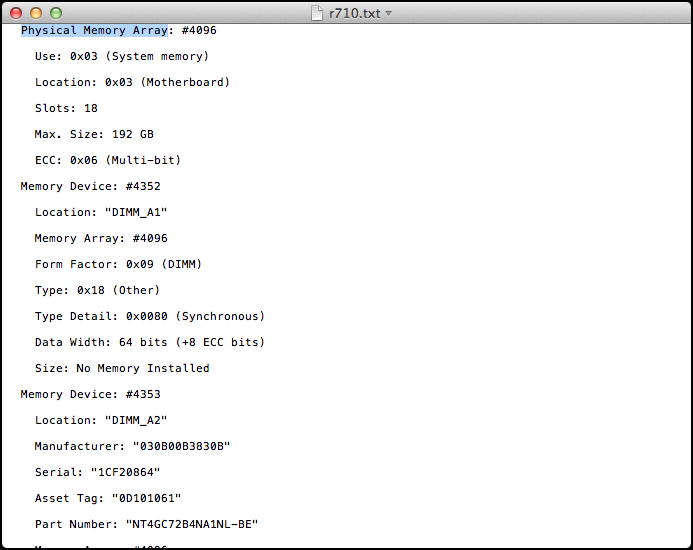 r710.txt
Physical Memory Array: #4096
Use: 0x03 (System memory)
Location: 0x03 (Motherboard)
Slots: 18
Max. Size: 192 GB
ECC: 0x06 (Multi-bit)
Memory Device: #4352
Location: "DIMM_A1"
Memory Array: #4096
Form Factor: 0x09 (DIMM)
Type: 0x18 (Other)
Type Detail: 0x0080 (Synchronous)
Data Width: 64 bits (+8 ECC bits)
Size: No Memory Installed
Memory Device: #4353
Location: "DIMM_A2"
Manufacturer: "030B00B3830B"
Serial: "1CF20864"
Asset Tag: "0D101061"
Part Number: "NT4GC72B4NA1NL-BE"
Memory Array: #4096